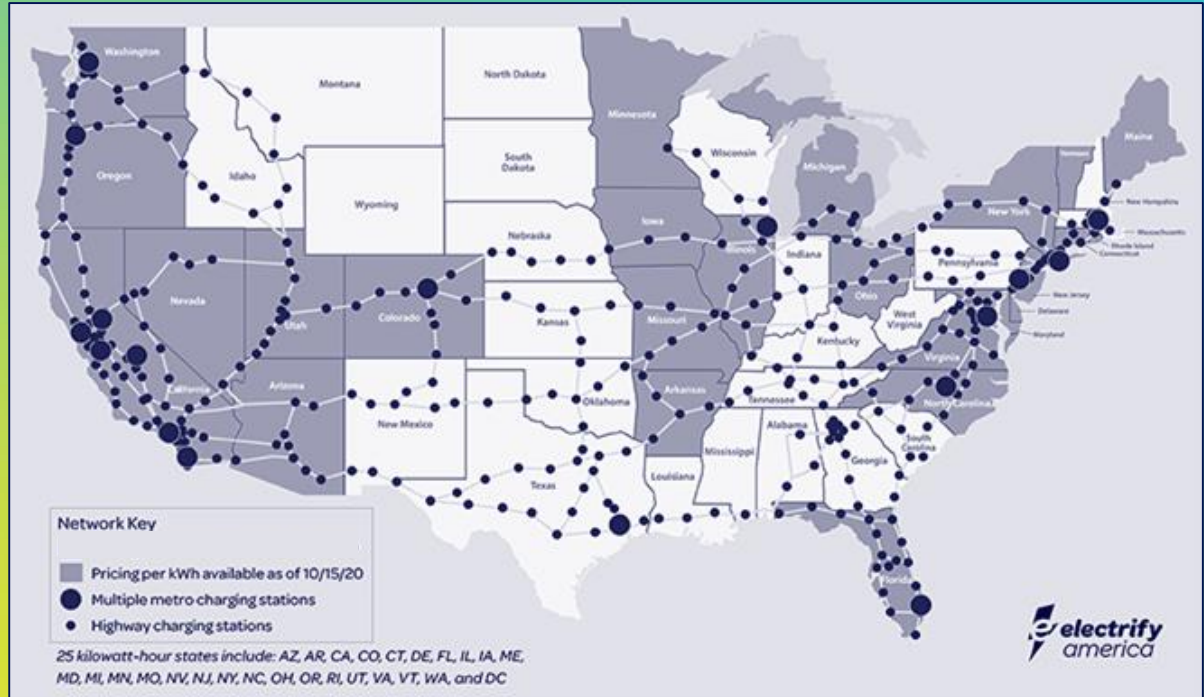 Washington
Montana
North Dakota
Minnesota
Maine
Oregon
Idaho
South
Dakota
Wisconsin
Michigan
Vermont
New Hampshire
Wyoming
New York
Massachusetts
Rhode Island
Connecticut
Nebraska
Iowa
Illinois
Indiana
Pennsylvania
Nevada
Utah
Colorado
Ohio
New Jersey
Delaware
Maryland
Kansas
Missouri
West
Virginia
Virginia
Kentucky
California
Arizona
New Mexico
Oklahoma
Arkansas
Tennessee
North Carolina
South
Carolina
Mississippi
Alabama
Georgia
Texas
Louisiana
Florida
Network Key
Pricing per kWh available as of 10/15/20
Multiple metro charging stations
Highway charging stations
25 kilowatt-hour states include: AZ, AR, CA, CO, CT, DE, FL, IL, IA, ME,
MD, MI, MN, MO, NV, NJ, NY, NC, OH, OR, RI, UT, VA, VT, WA, and DC
electrify
america